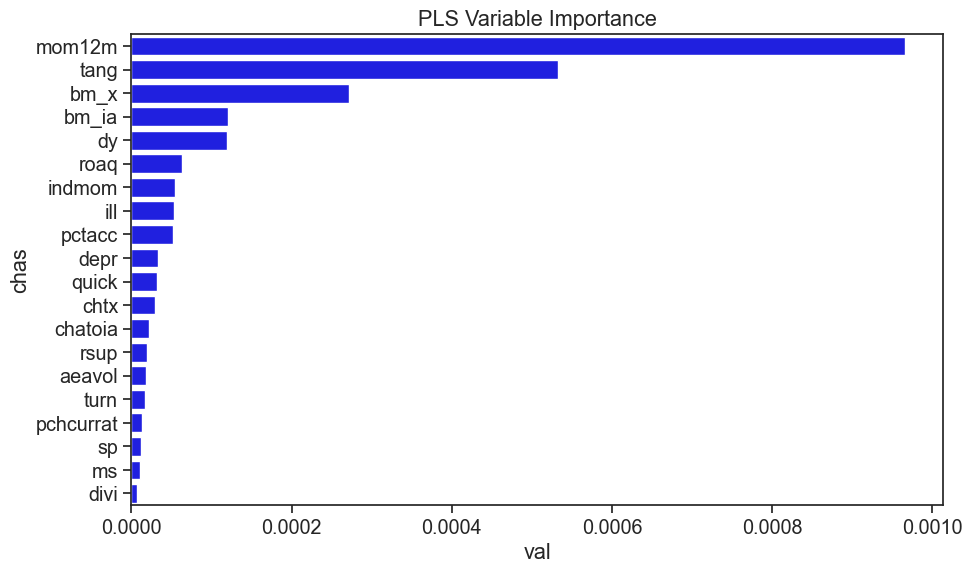 PLS Variable Importance
chas
mom12m
tang
bm_x
bm_ia
dy
roaq
indmom
ill
pctacc
depr
quick
chtx
chatoia
rsup
aeavol
turn
pchcurrat
sp
ms
divi
0.0000 0.0002 0.0004 0.0006 0.0008 0.0010
val